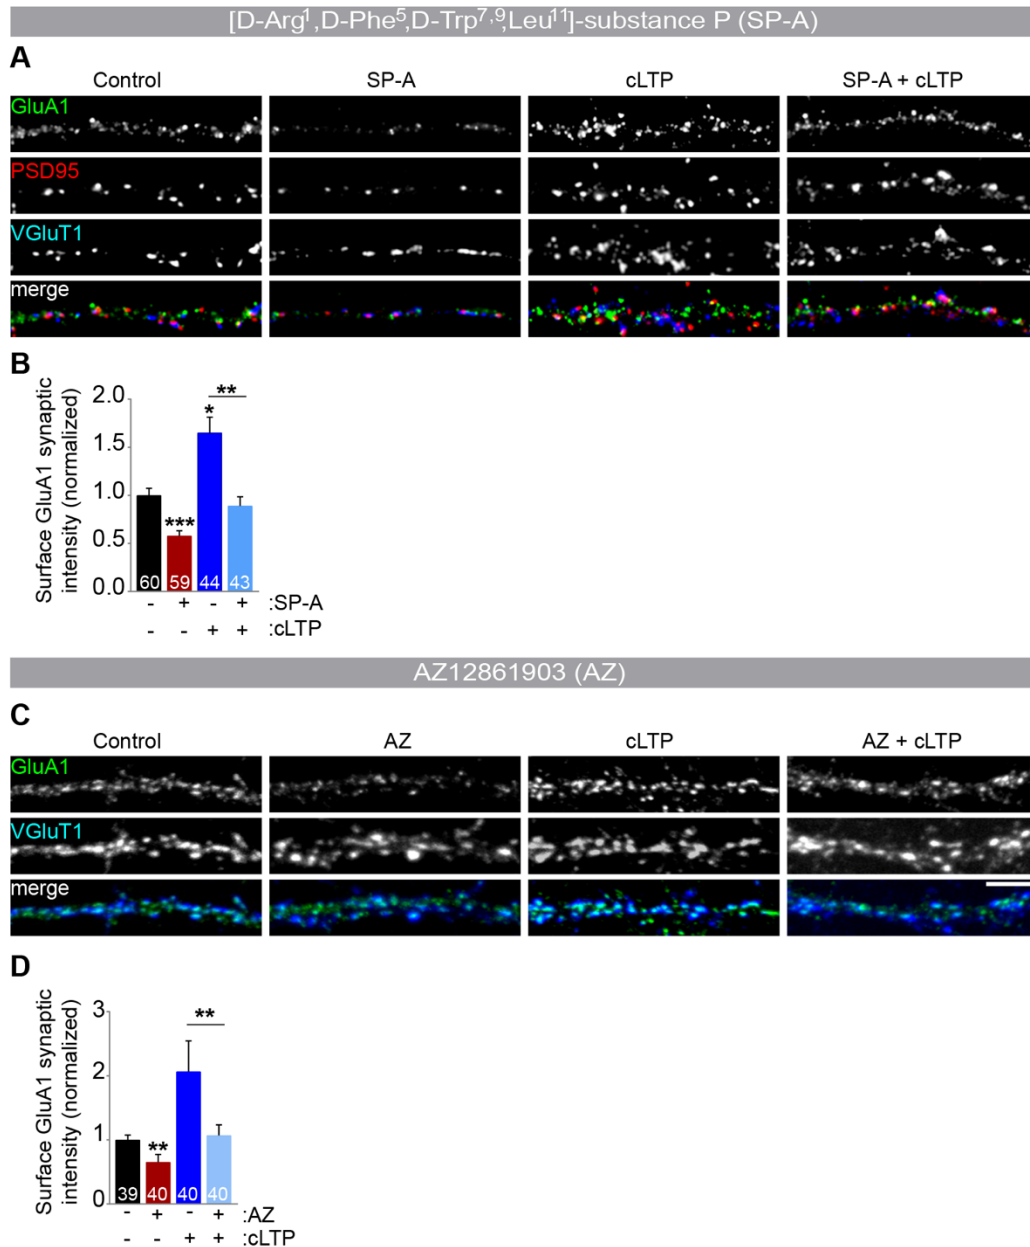 [D-Arg1,D-Phe5,D-Trp7,9,Leu11]-substance P (SP-A)
A
Control SP-A cLTP SP-A + cLTP
GluA1
PSD95
VGluT1
merge
B
Surface GluA1 synaptic
intensity (normalized)
2.0
1.5
1.0
0.5
0.0
*** * **
60 59 44 43
- + - + :SP-A
- - + + :cLTP
AZ12861903 (AZ)
C
Control AZ cLTP AZ + cLTP
GluA1
VGluT1
merge
D
Surface GluA1 synaptic
intensity (normalized)
3
2
1
0
** **
39 40 40 40
- + - + :AZ
- - + + :cLTP